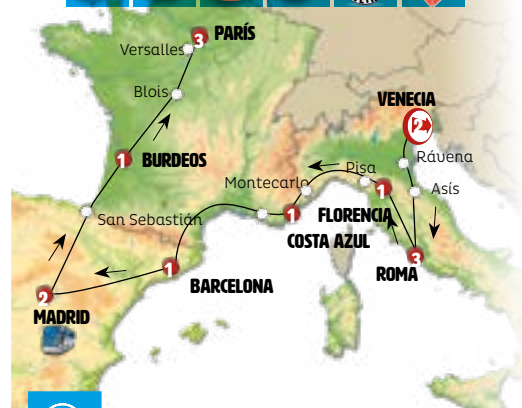 3 PARÍS
Versalles
Blois
VENECIA
2
1 BURDEOS
Rávena
Pisa
Montecarlo
1
Asís
San Sebastián
1
FLORENCIA
COSTA AZUL
3
ROMA
1
BARCELONA
2
MADRID